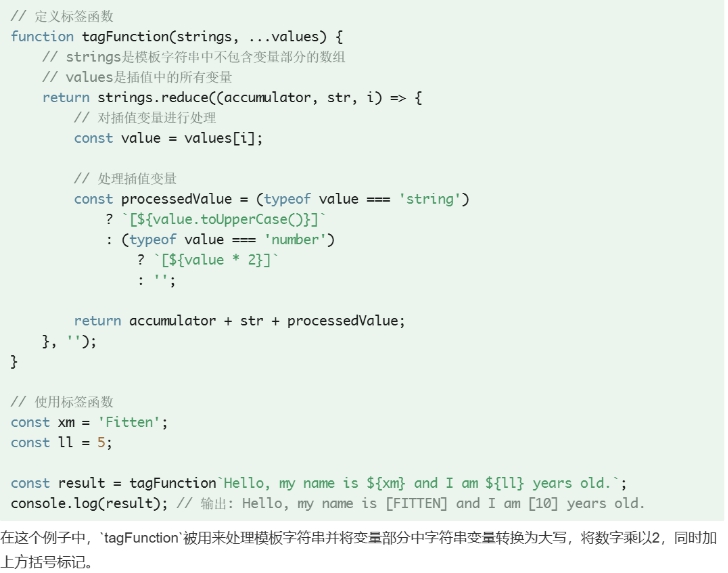 // 定义标签函数
function tagFunction(strings, ...values) {
    // strings是模板字符串中不包含变量部分的数组
    // values是插值中的所有变量
    return strings.reduce((accumulator, str, i) => {
        // 对插值变量进行处理
        const value = values[i];

        // 处理插值变量
        const processedValue = (typeof value === 'string')
            ? `[${value.toUpperCase()}]`
            : (typeof value === 'number')
                ? `[${value * 2}]`
                : '';

        return accumulator + str + processedValue;
    }, '');
}

// 使用标签函数
const xm = 'Fitten';
const ll = 5;

const result = tagFunction`Hello, my name is ${xm} and I am ${ll} years old.`;
console.log(result); // 输出: Hello, my name is [FITTEN] and I am [10] years old.
在这个例子中，`tagFunction`被用来处理模板字符串并将变量部分中字符串变量转换为大写，将数字乘以2，同时加
上方括号标记。